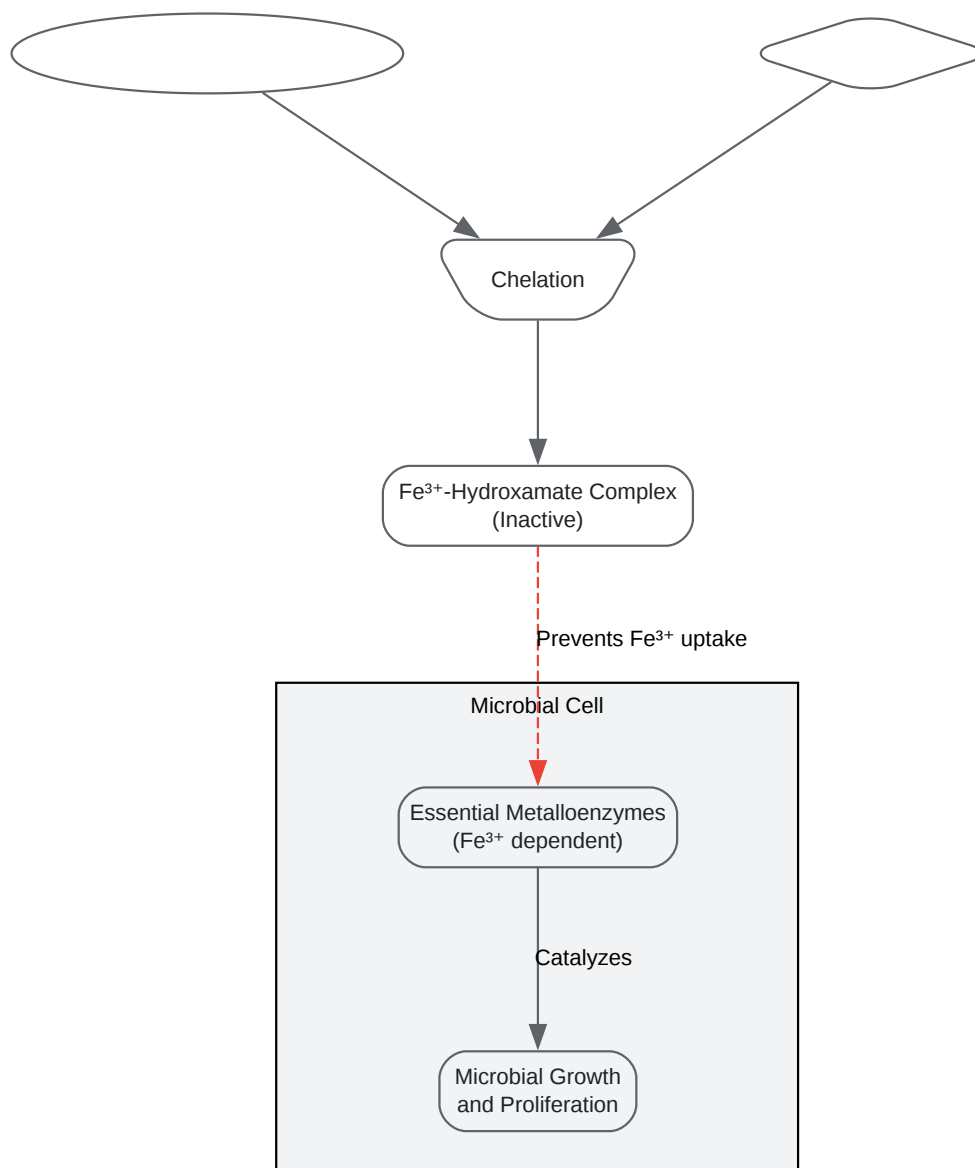 Chelation
Fe³⁺-Hydroxamate Complex
(Inactive)
Prevents Fe³⁺ uptake
Microbial Cell
Essential Metalloenzymes
(Fe³⁺ dependent)
Catalyzes
Microbial Growth
and Proliferation